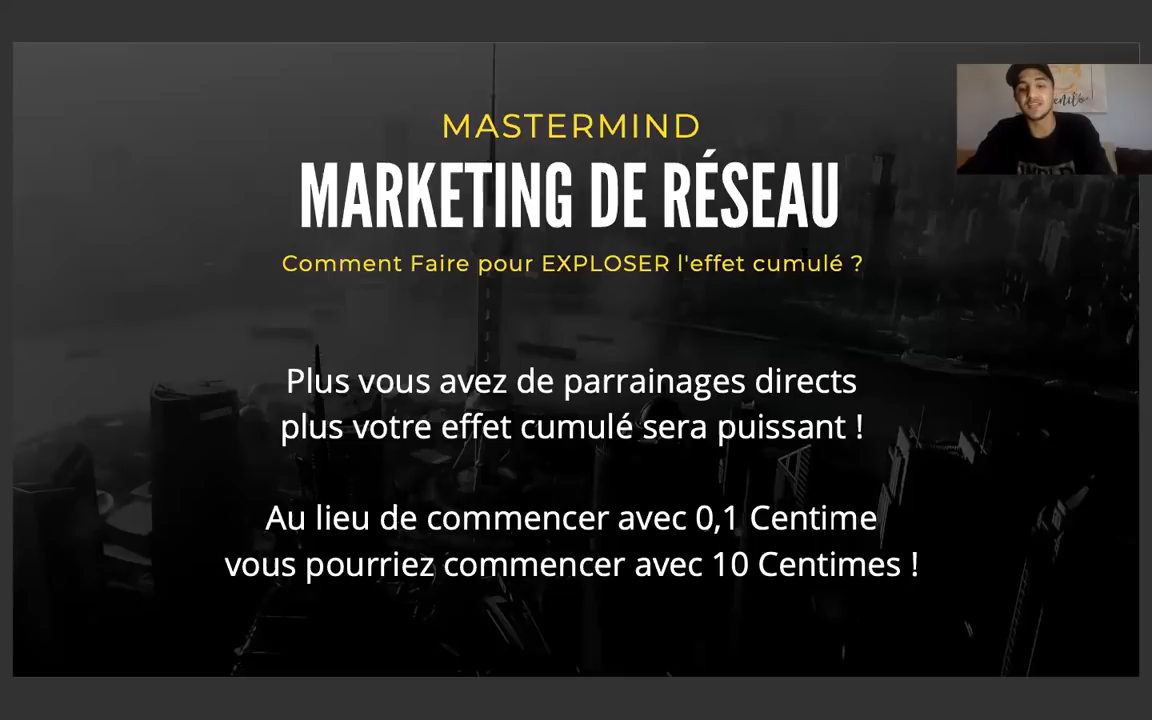 MASTERMIND
MARKETING DE RÉSEAU
Comment Faire pour EXPLOSER l'effet cumulé ?
Plus vous avez de parrainages directs
plus votre effet cumulé sera puissant !
Au lieu de commencer avec 0,1 Centime
vous pourriez commencer avec 10 Centimes !